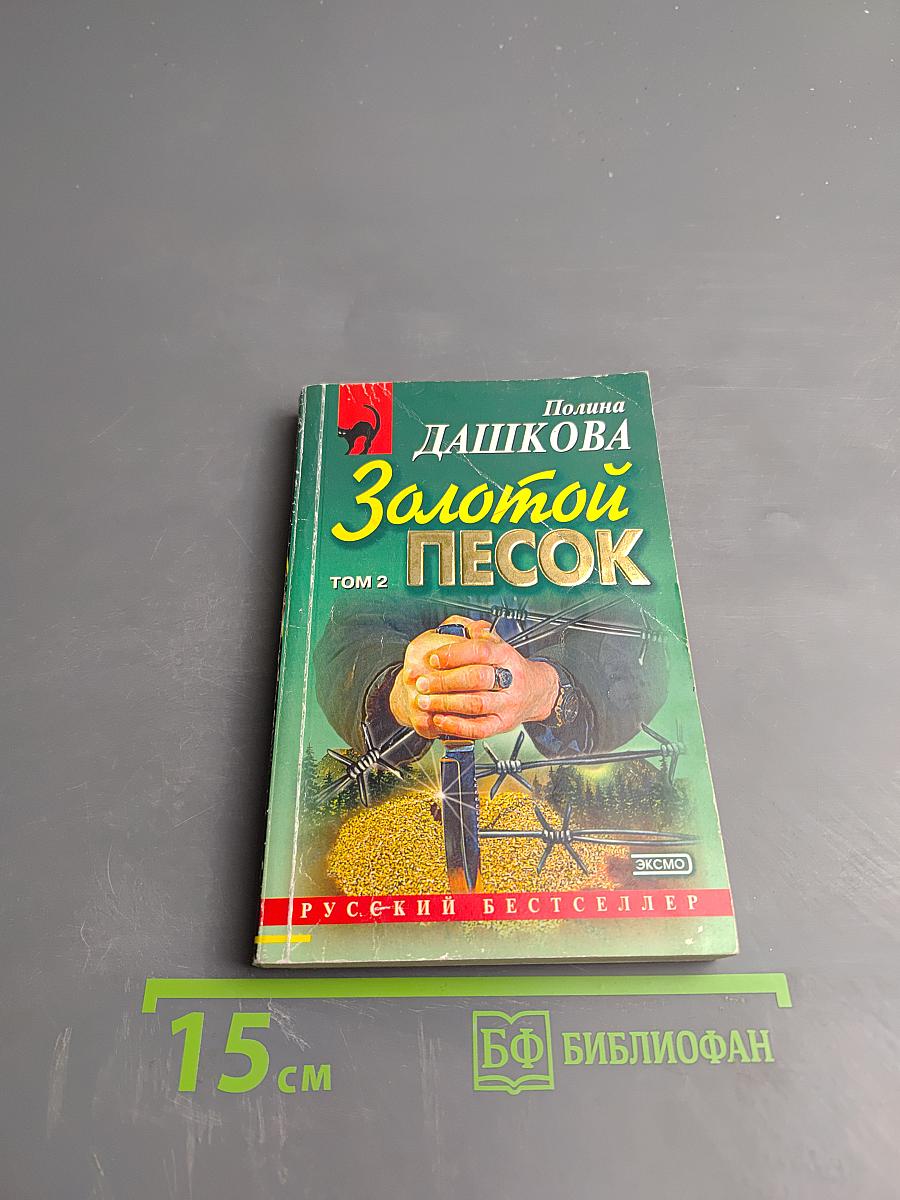 Полина
ДАШКОВА
Золотой
ПЕСОК
ТОМ 2
ЭКСМО
РУССКИЙ БЕСТСЕЛЛЕР
15 см
БФ БИБЛИОФАН